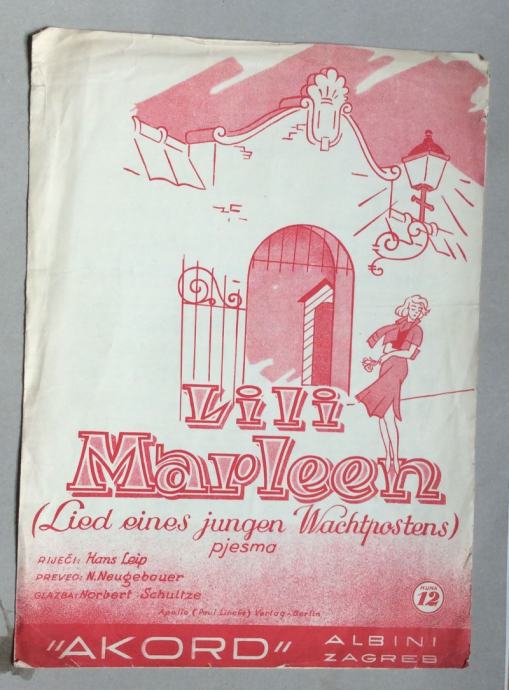 Lili
Marleen
(Lied eines jungen Wachtpostens)
pjesma
RIJEČI: Hans Leip
PREVEO: N. Neugebauer
GLAZBA: Norbert Schultze
Apollo (Paul Lincke) Verlag - Berlin
KUNA
12
"AKORD" ALBINI
ZAGREB